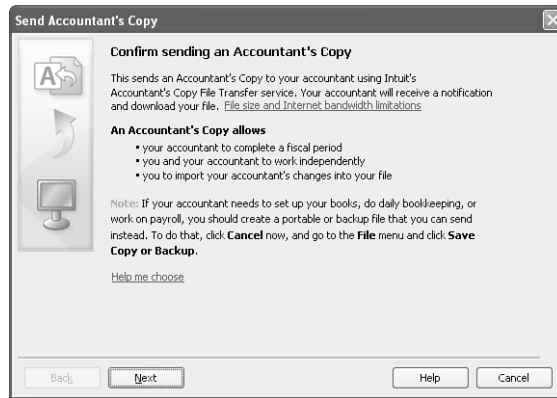 Send Accountant's Copy
Confirm sending an Accountant's Copy
This sends an Accountant's Copy to your accountant using Intuit's
Accountant's Copy File Transfer service. Your accountant will receive a notification
and download your file. File size and Internet bandwidth limitations
An Accountant's Copy allows
• your accountant to complete a fiscal period
• you and your accountant to work independently
• you to import your accountant's changes into your file
Note: If your accountant needs to set up your books, do daily bookkeeping, or
work on payroll, you should create a portable or backup file that you can send
instead. To do that, click Cancel now, and go to the File menu and click Save
Copy or Backup.
Help me choose
Back Next Help Cancel